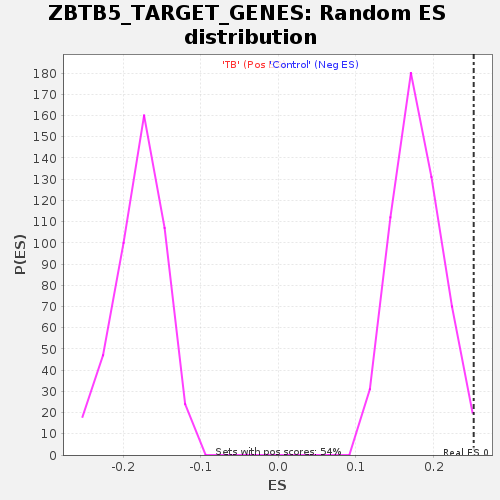 ZBTB5_TARGET_GENES: Random ES
distribution
'TB' (Pos 'Control' (Neg ES)
180
170
160
150
140
130
120
110
100
90
80
70
60
50
40
30
20
10
0
P(ES)
Sets with pos scores: 54%
Real ES 0
-0.2 -0.1 0.0 0.1 0.2
ES